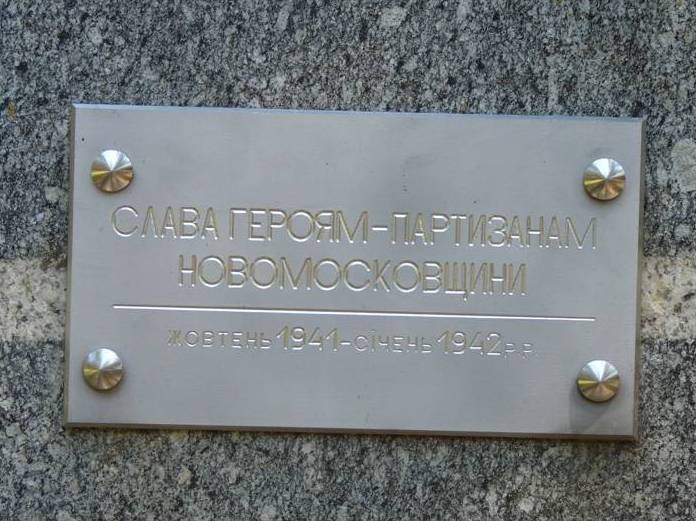 СЛАВА ГЕРОЯМ-ПАРТИЗАНАМ
НОВОМОСКОВЩИНИ
ЖОВТЕНЬ 1941-СІЧЕНЬ 1942 Р.Р.